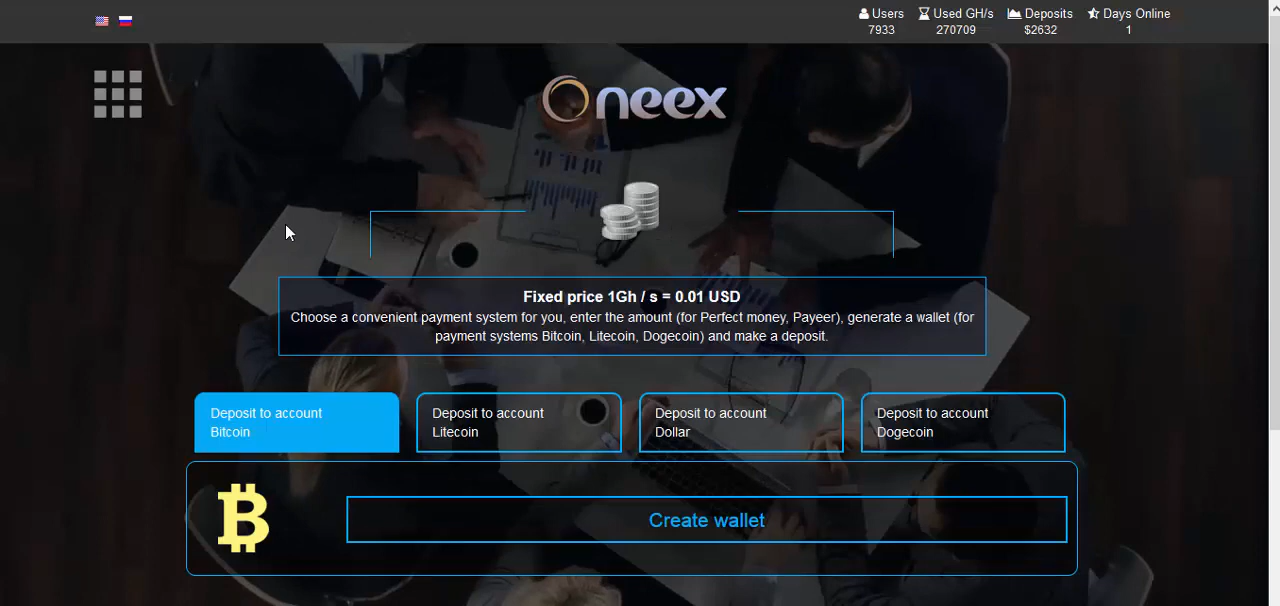 Users Used GH/s Deposits Days Online
7933 270709 $2632 1
Oneex
Fixed price 1Gh / s = 0.01 USD
Choose a convenient payment system for you, enter the amount (for Perfect money, Payeer), generate a wallet (for
payment systems Bitcoin, Litecoin, Dogecoin) and make a deposit.
Deposit to account
Bitcoin
Deposit to account
Litecoin
Deposit to account
Dollar
Deposit to account
Dogecoin
Create wallet